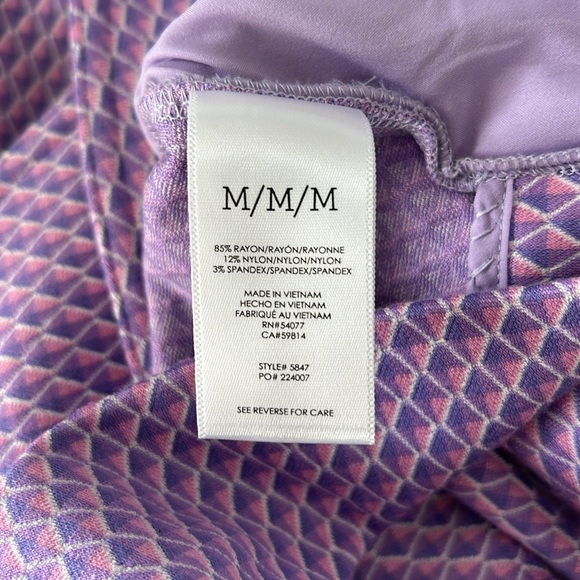 M/M/M
85% RAYON/RAYÓN/RAYONNE
12% NYLON/NYLON/NYLON
3% SPANDEX/SPANDEX/SPANDEX
MADE IN VIETNAM
HECHO EN VIETNAM
FABRIQUÉ AU VIETNAM
RN#54077
CA#59814
STYLE# 5847
PO# 224007
SEE REVERSE FOR CARE